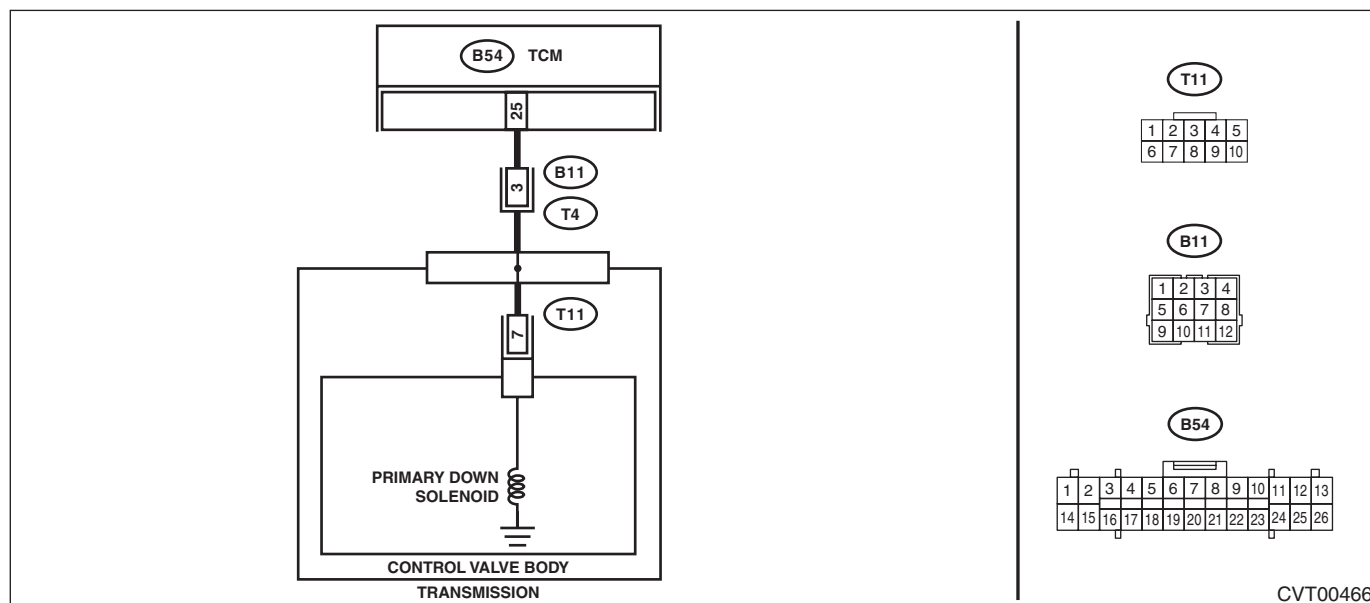 B54 TCM
25
3
B11
T4
T11
7
PRIMARY DOWN
SOLENOID
CONTROL VALVE BODY
TRANSMISSION
T11
1 2 3 4 5
6 7 8 9 10
B11
1 2 3 4
5 6 7 8
9 10 11 12
B54
1 2 3 4 5 6 7 8 9 10 11 12 13
14 15 16 17 18 19 20 21 22 23 24 25 26
CVT00466